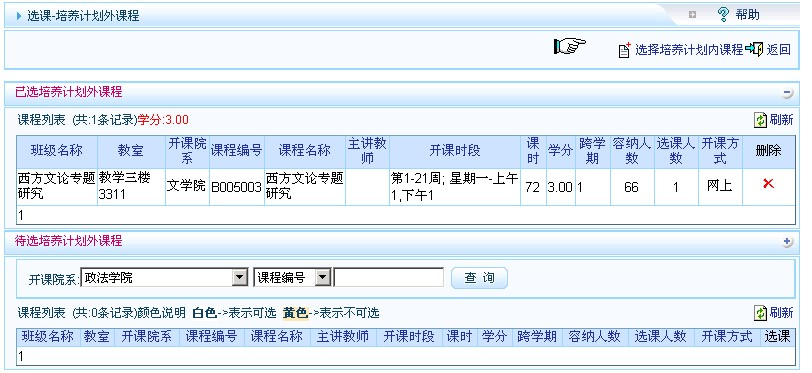 选课-培养计划外课程
帮助
选择培养计划内课程
返回
已选培养计划外课程
课程列表 (共:1条记录)学分:3.00
刷新
班级名称 教室 开课院系 课程编号 课程名称 主讲教师 开课时段 课时 学分 跨学期 容纳人数 选课人数 开课方式 删除
西方文论专题研究 教学三楼3311 文学院 B005003 西方文论专题研究 第1-21周; 星期一-上午1,下午1 72 3.00 1 66 1 网上
1
待选培养计划外课程
开课院系: 政法学院 课程编号 查 询
课程列表 (共:0条记录)颜色说明 白色->表示可选 黄色->表示不可选
刷新
班级名称 教室 开课院系 课程编号 课程名称 主讲教师 开课时段 课时 学分 跨学期 容纳人数 选课人数 开课方式 选课
1